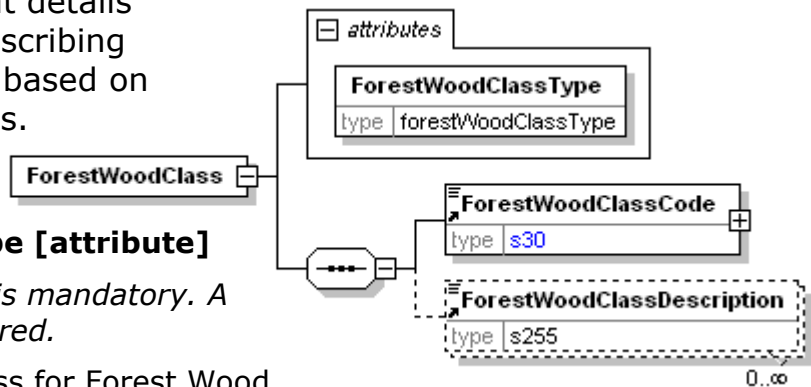 t details
scribing
based on
s.
attributes
ForestWoodClassType
type forestWoodClassType
ForestWoodClass
ForestWoodClassCode
type s30
pe [attribute]
ForestWoodClassDescription
type s255
0..∞
is mandatory. A
red.
ss for Forest Wood